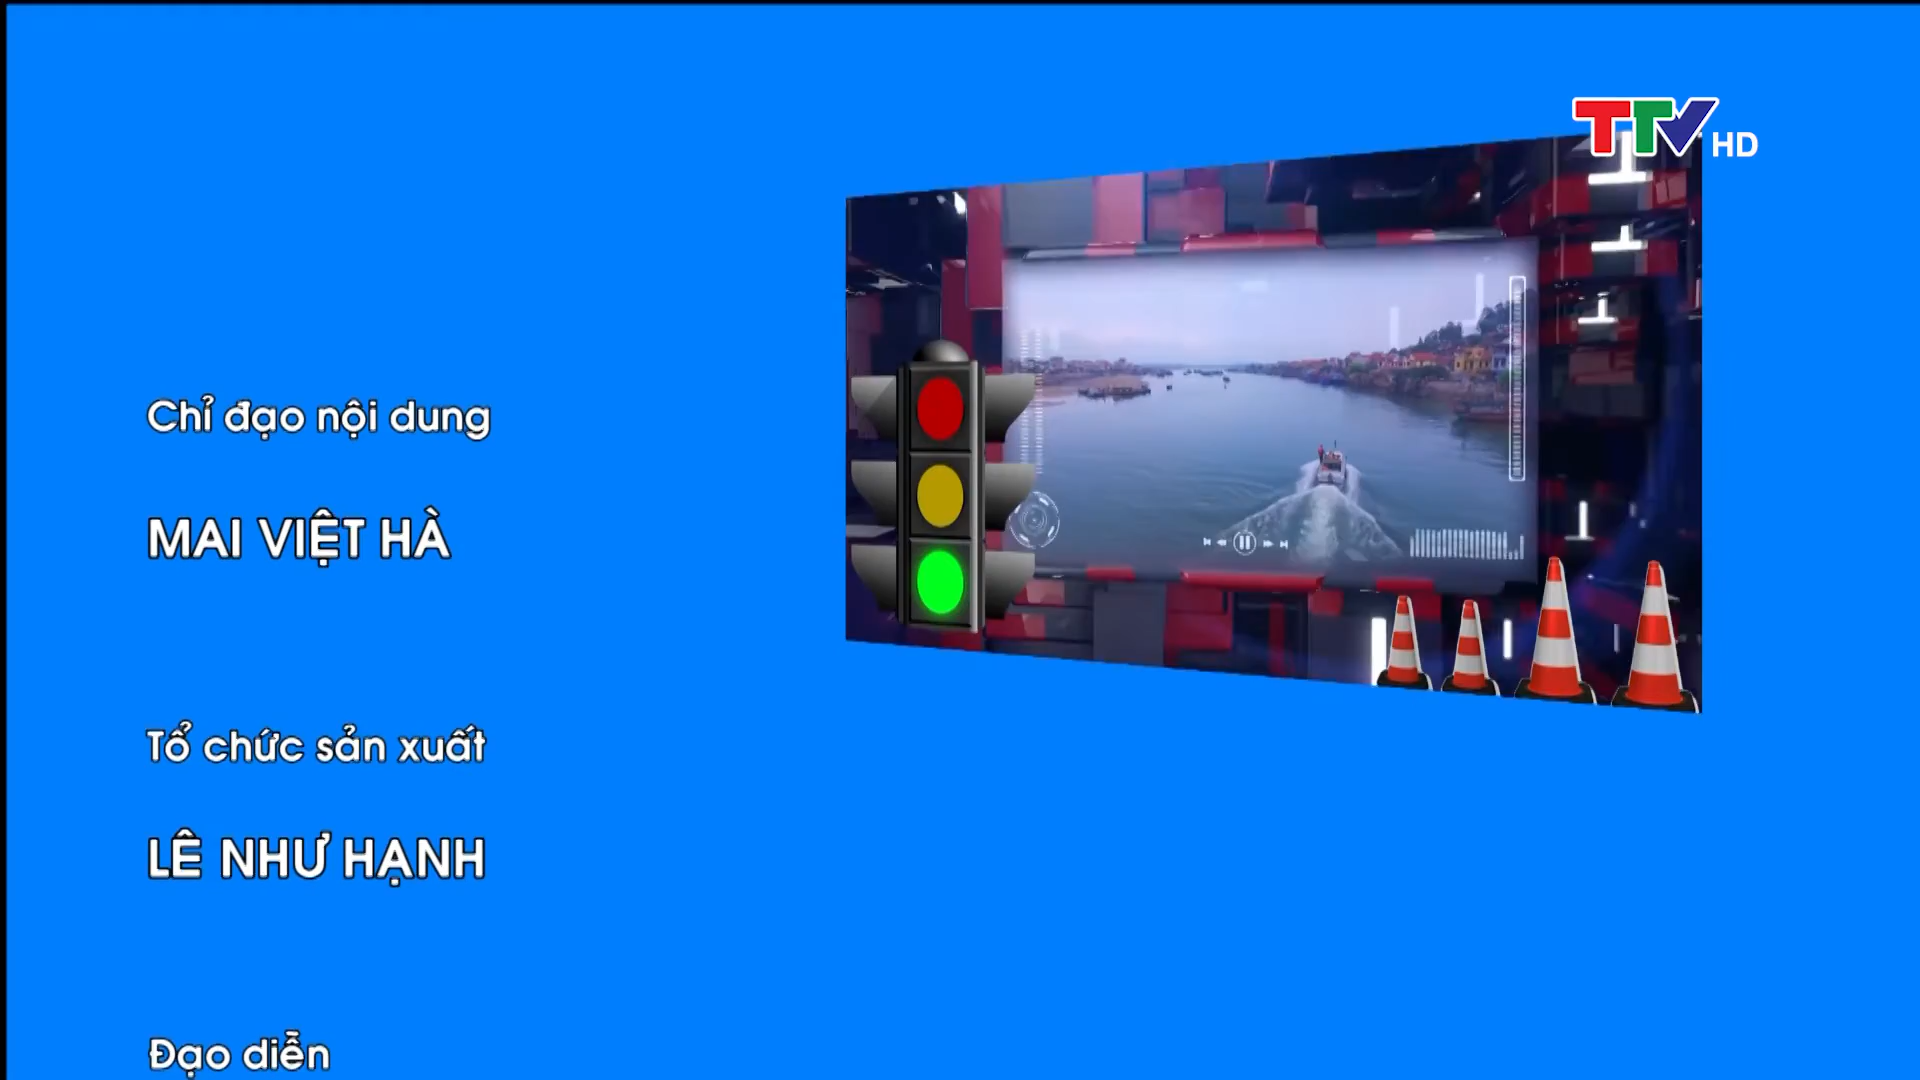 TTV HD
Chỉ đạo nội dung
MAI VIỆT HÀ
Tổ chức sản xuất
LÊ NHƯ HẠNH
Đạo diễn